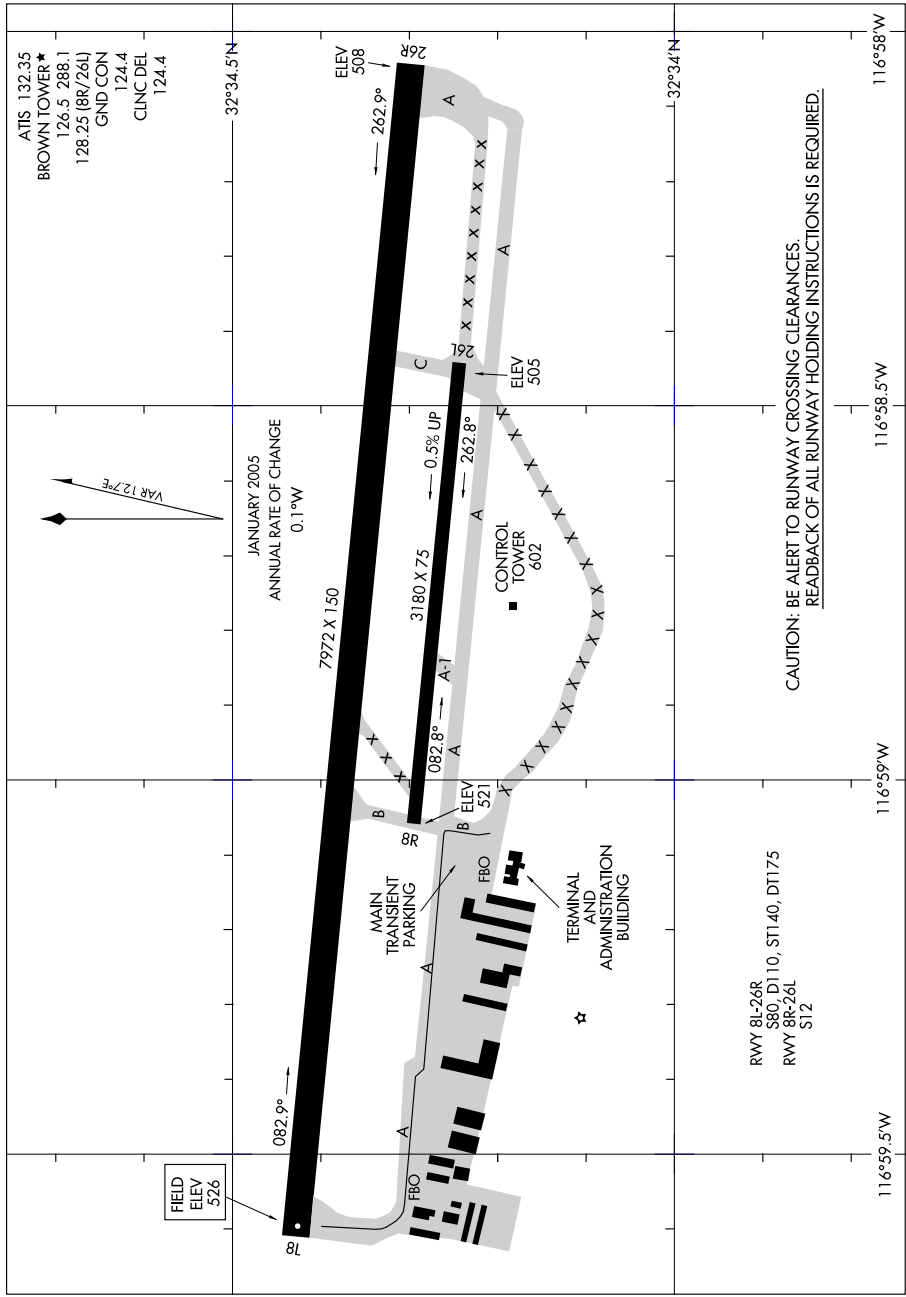 ATIS 132.35
BROWN TOWER★
126.5 288.1
128.25 (8R/26L)
GND CON
124.4
CLNC DEL
124.4
32°34.5'N
32°34'N
116°58'W
116°58.5'W
116°59'W
116°59.5'W
VAR 12.7°E
JANUARY 2005
ANNUAL RATE OF CHANGE
0.1°W
ELEV
508
26R
262.9°
A
X X X X X X X X X
A
C
26L
ELEV
505
7972 X 150
0.5% UP
3180 X 75
262.8°
A
CONTROL
TOWER
602
A-1
082.8°
A
X X X X X X X X X X X X X X X X X
X X X
B
8R
ELEV
521
B
FBO
MAIN
TRANSIENT
PARKING
TERMINAL
AND
ADMINISTRATION
BUILDING
A
082.9°
A
FBO
FIELD
ELEV
526
8L
RWY 8L-26R
S80, D110, ST140, DT175
RWY 8R-26L
S12
CAUTION: BE ALERT TO RUNWAY CROSSING CLEARANCES.
READBACK OF ALL RUNWAY HOLDING INSTRUCTIONS IS REQUIRED.